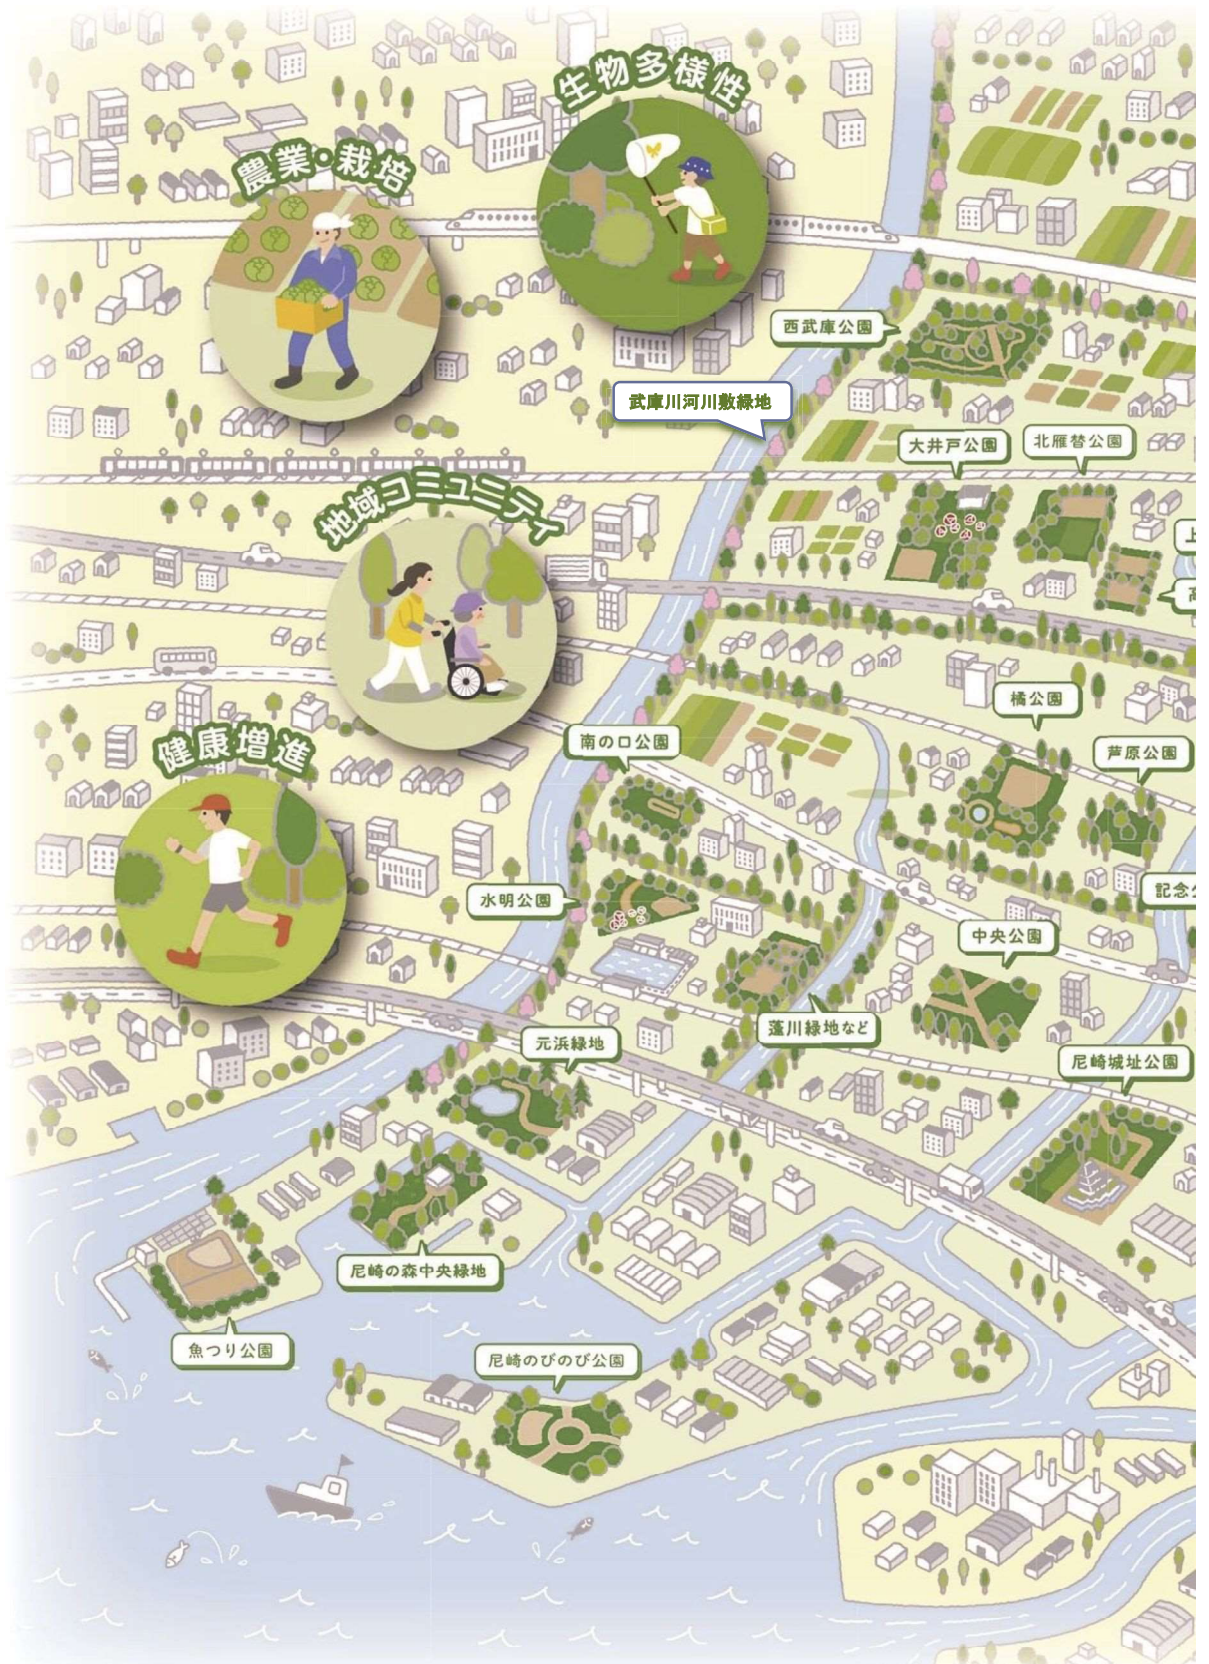 生物多様性
農業・栽培
西武庫公園
武庫川河川敷緑地
大井戸公園
北雁替公園
地域コミュニティ
上
高
橘公園
健康増進
南の口公園
芦原公園
水明公園
記念公
中央公園
元浜緑地
蓬川緑地など
尼崎城址公園
尼崎の森中央緑地
魚つり公園
尼崎のびのび公園